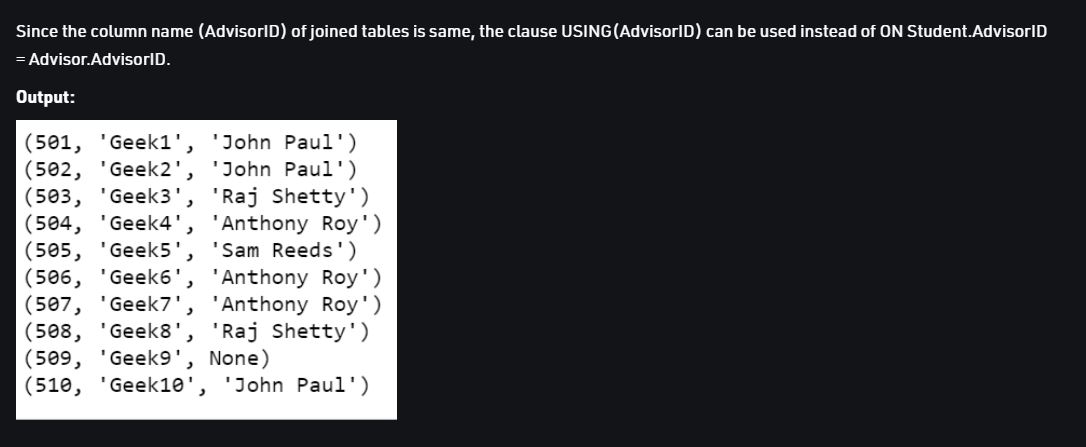 Since the column name (AdvisorID) of joined tables is same, the clause USING(AdvisorID) can be used instead of ON Student.AdvisorID
= Advisor.AdvisorID.
Output:
(501, 'Geek1', 'John Paul')
(502, 'Geek2', 'John Paul')
(503, 'Geek3', 'Raj Shetty')
(504, 'Geek4', 'Anthony Roy')
(505, 'Geek5', 'Sam Reeds')
(506, 'Geek6', 'Anthony Roy')
(507, 'Geek7', 'Anthony Roy')
(508, 'Geek8', 'Raj Shetty')
(509, 'Geek9', None)
(510, 'Geek10', 'John Paul')